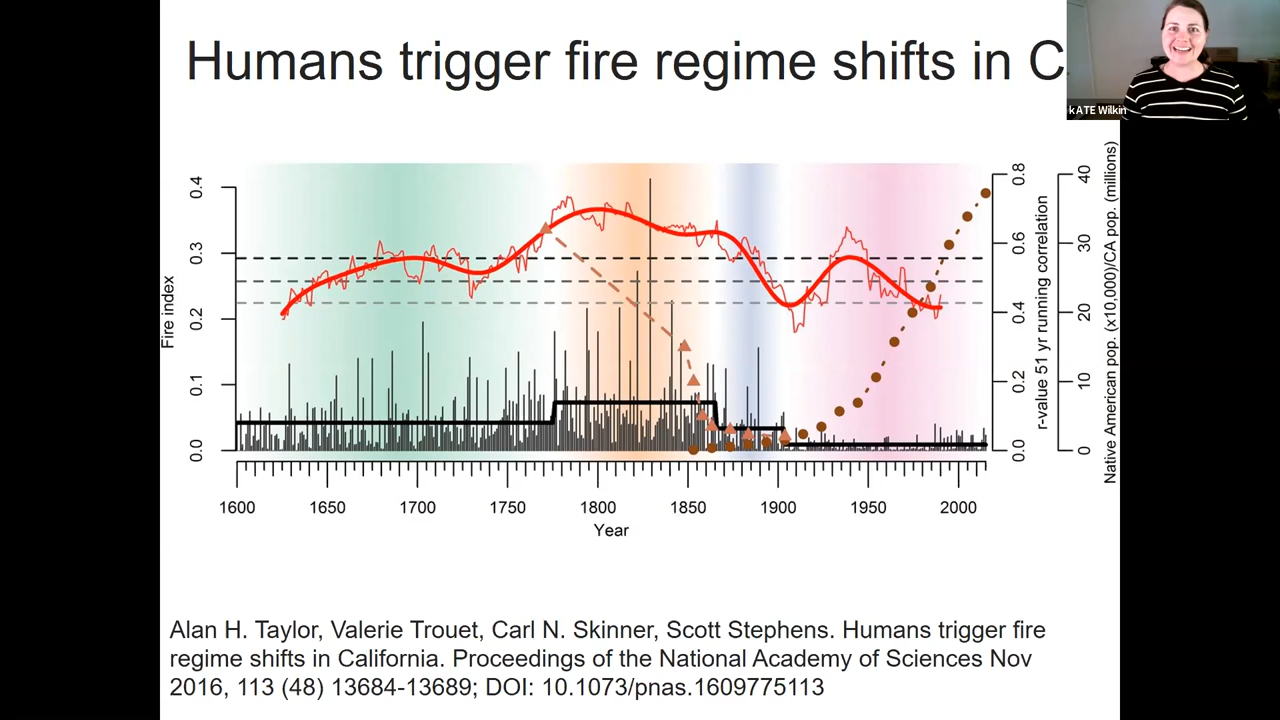 Humans trigger fire regime shifts in C
kATE Wilkin
Fire index
0.4
0.3
0.2
0.1
0.0
0.8
0.6
0.4
0.2
0.0
r-value 51 yr running correlation
40
30
20
10
0
Native American pop. (x10,000)/CA pop. (millions)
1600 1650 1700 1750 1800 1850 1900 1950 2000
Year
Alan H. Taylor, Valerie Trouet, Carl N. Skinner, Scott Stephens. Humans trigger fire
regime shifts in California. Proceedings of the National Academy of Sciences Nov
2016, 113 (48) 13684-13689; DOI: 10.1073/pnas.1609775113